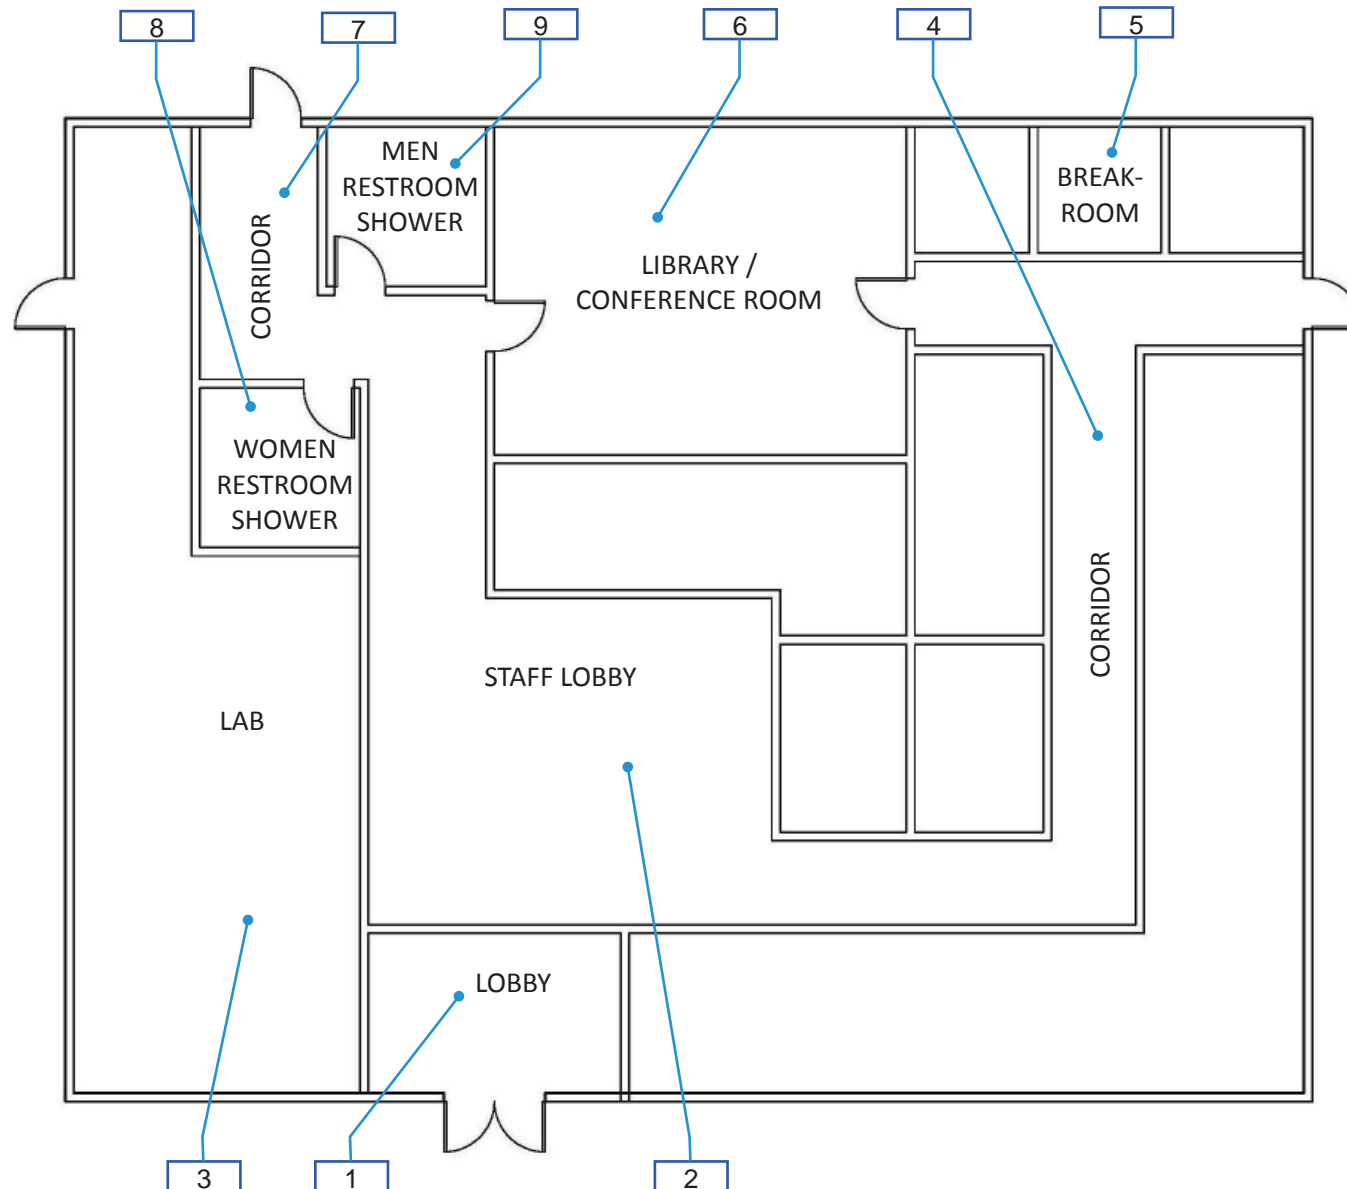 8
7
9
6
4
5
MEN
RESTROOM
SHOWER
BREAK-
ROOM
CORRIDOR
LIBRARY /
CONFERENCE ROOM
WOMEN
RESTROOM
SHOWER
CORRIDOR
STAFF LOBBY
LAB
LOBBY
3
1
2